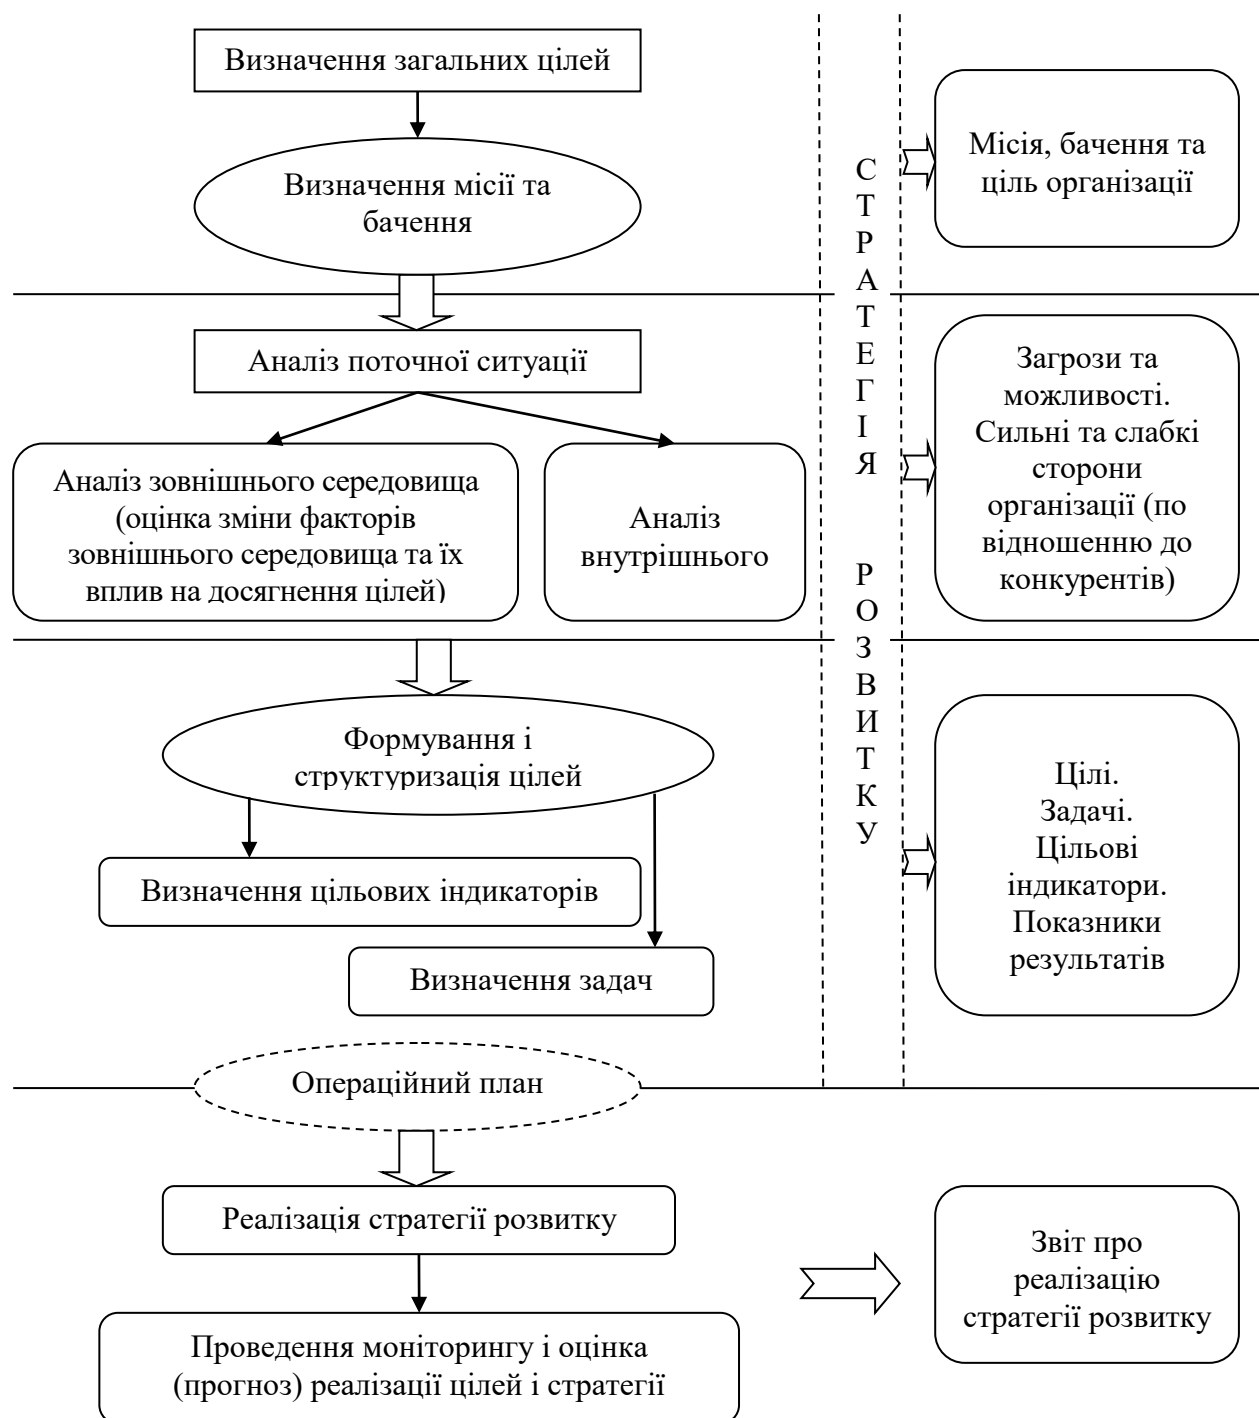 Визначення загальних цілей
Визначення місії та
бачення
Місія, бачення та
ціль організації
СТРАТЕГІЯ РОЗВИТКУ
Аналіз поточної ситуації
Аналіз зовнішнього середовища
(оцінка зміни факторів
зовнішнього середовища та їх
вплив на досягнення цілей)
Аналіз
внутрішнього
Загрози та
можливості.
Сильні та слабкі
сторони
організації (по
відношенню до
конкурентів)
Формування і
структуризація цілей
Визначення цільових індикаторів
Визначення задач
Цілі.
Задачі.
Цільові
індикатори.
Показники
результатів
Операційний план
Реалізація стратегії розвитку
Проведення моніторингу і оцінка
(прогноз) реалізації цілей і стратегії
Звіт про
реалізацію
стратегії розвитку